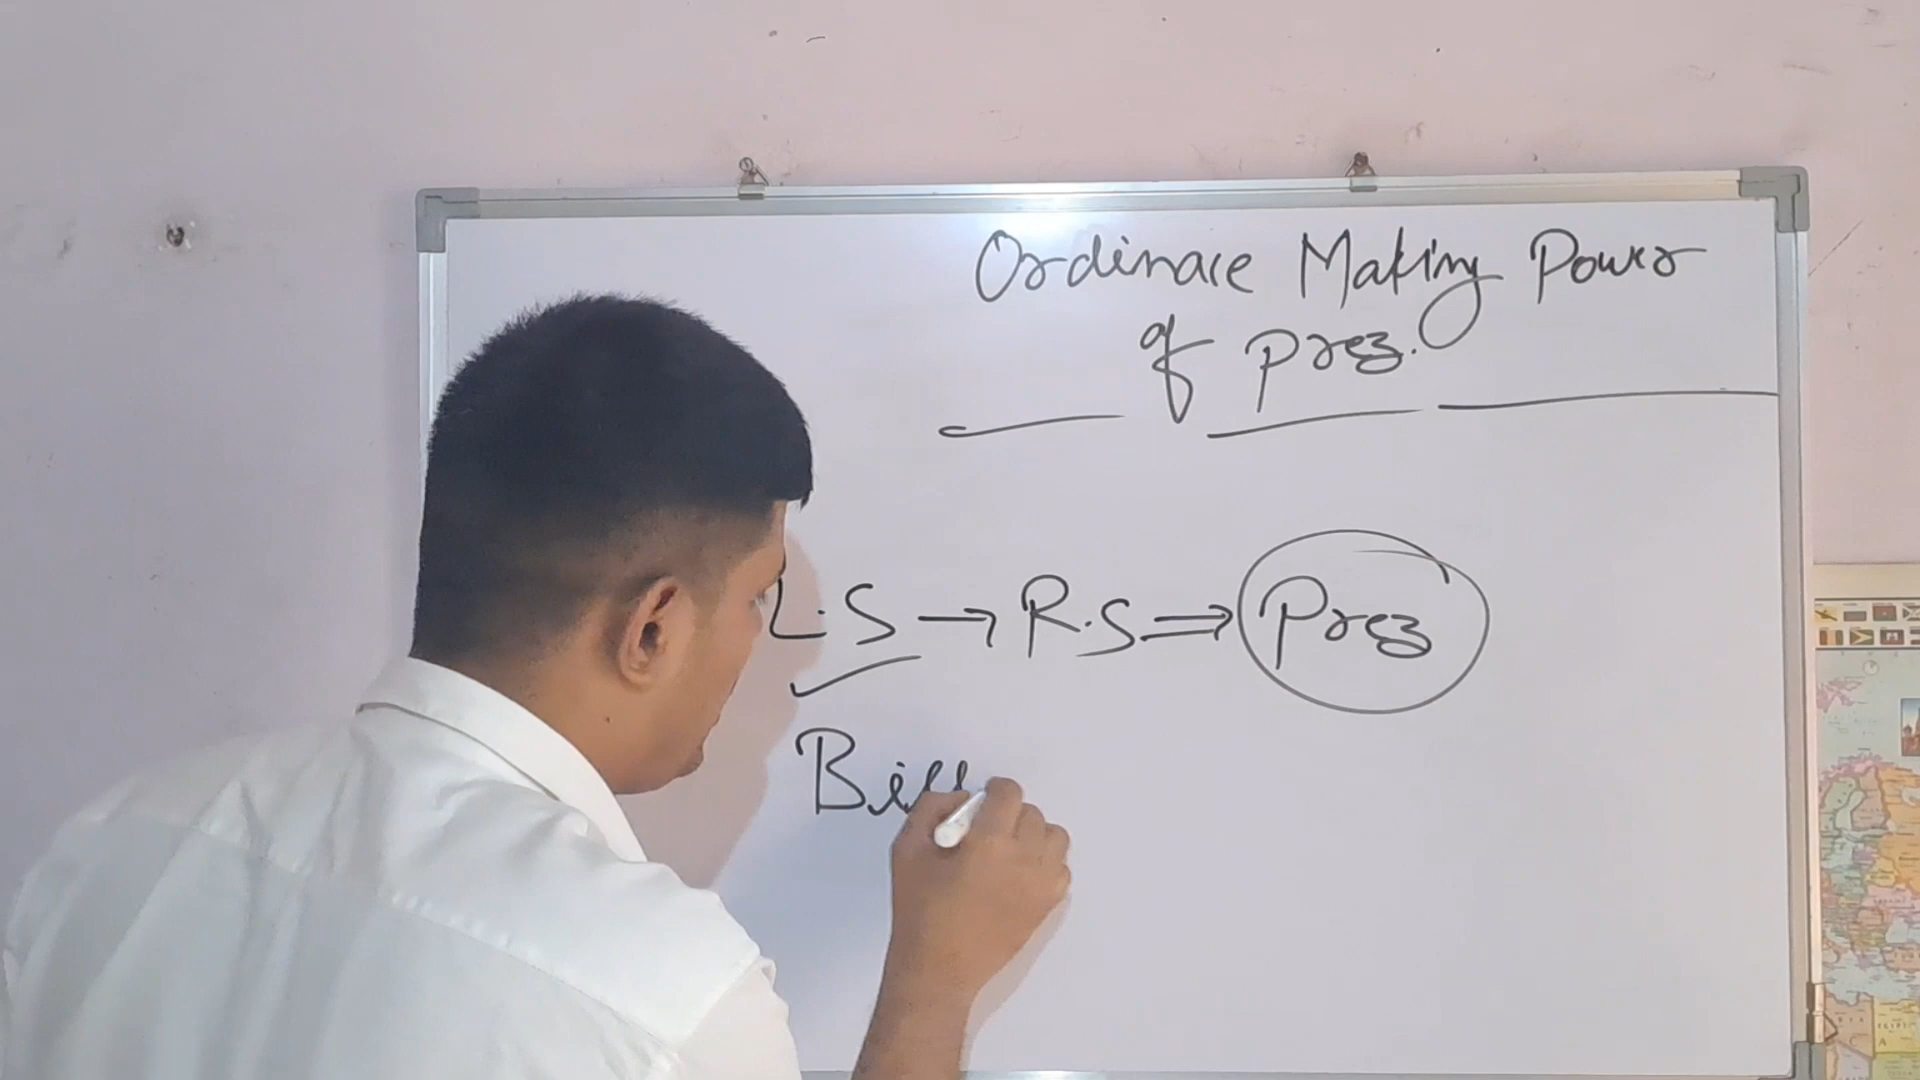 Ordinace Making Power
of Prez.
L.S → R.S ⇒ Prez
Bill